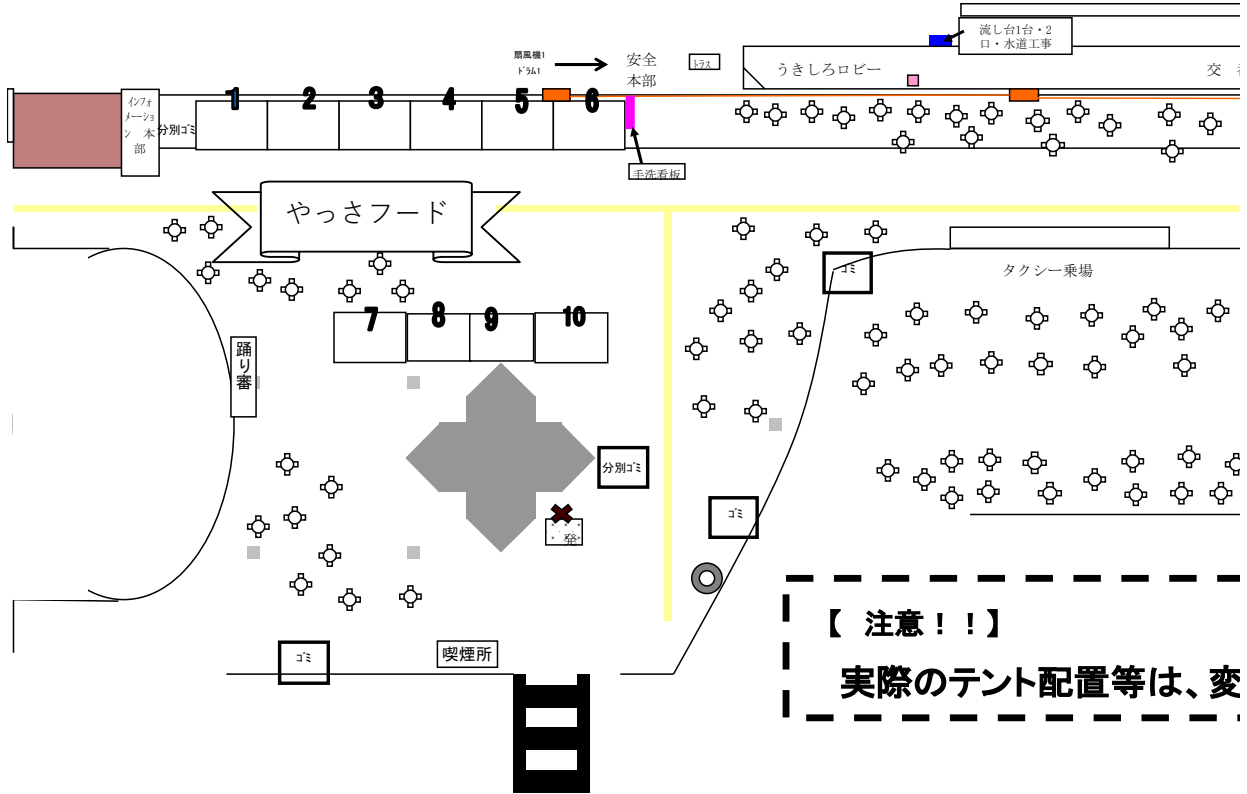 流し台1台・2
口・水道工事
扇風機1
ﾄﾞﾗﾑ1
安全
本部
ﾄﾗｽ
うきしろロビー
交 番
ｲﾝﾌｫ
ﾒｰｼｮ
ン 本
部
分別ｺﾞﾐ
1
2
3
4
5
6
手洗看板
やっさフード
ｺﾞﾐ
タクシー乗場
7
8
9
10
踊り審
分別ｺﾞﾐ
ｺﾞﾐ
発
ｺﾞﾐ
喫煙所
【 注意！！】
実際のテント配置等は、変